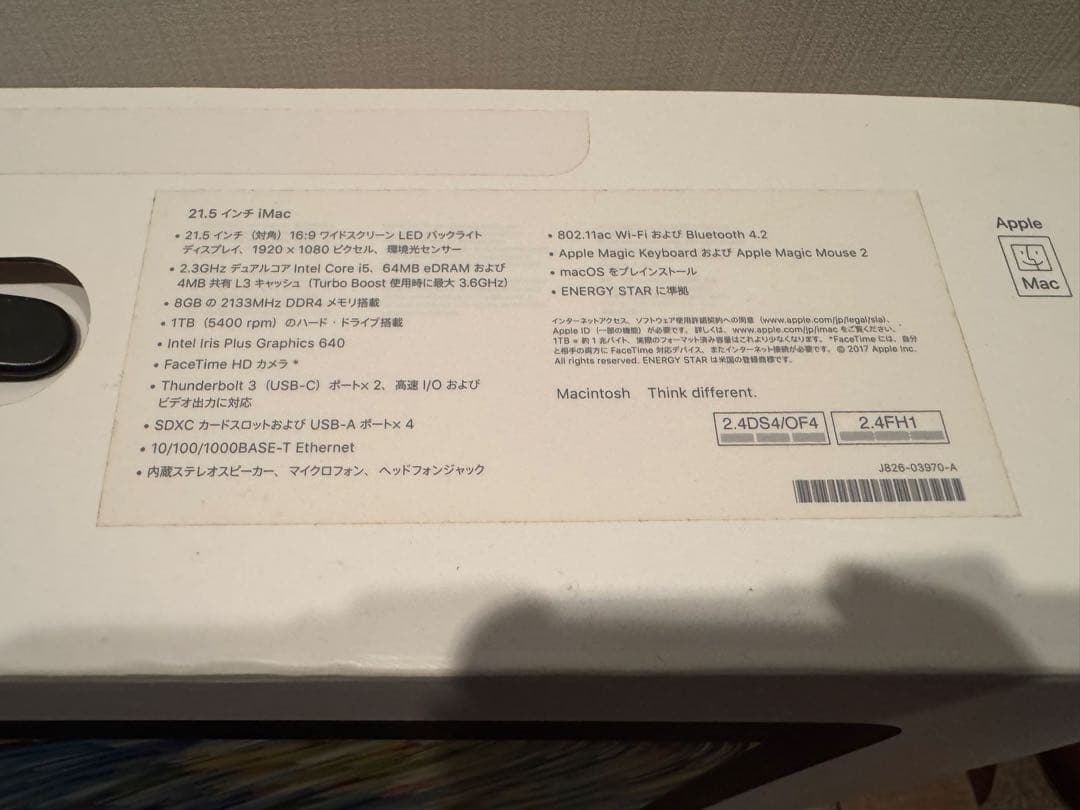 21.5 インチ iMac
• 21.5 インチ（対角）16:9 ワイドスクリーン LED バックライト
ディスプレイ、1920 × 1080 ピクセル、環境光センサー
• 2.3GHz デュアルコア Intel Core i5、64MB eDRAM および
4MB 共有 L3 キャッシュ（Turbo Boost 使用時に最大 3.6GHz）
• 8GB の 2133MHz DDR4 メモリ搭載
• 1TB（5400 rpm）のハード・ドライブ搭載
• Intel Iris Plus Graphics 640
• FaceTime HD カメラ *
• Thunderbolt 3（USB-C）ポート× 2、高速 I/O および
ビデオ出力に対応
• SDXC カードスロットおよび USB-A ポート× 4
• 10/100/1000BASE-T Ethernet
• 内蔵ステレオスピーカー、マイクロフォン、ヘッドフォンジャック
• 802.11ac Wi-Fi および Bluetooth 4.2
• Apple Magic Keyboard および Apple Magic Mouse 2
• macOS をプレインストール
• ENERGY STAR に準拠
インターネットアクセス、ソフトウェア使用許諾契約への同意（www.apple.com/jp/legal/sla)、
Apple ID（一部の機能）が必要です。詳しくは、www.apple.com/jp/imac をご覧ください。
1TB = 約 1 兆バイト、実際のフォーマット済み容量はこれより少なくなります。*FaceTime には、自分
と相手の両方に FaceTime 対応デバイス、またインターネット接続が必要です。© 2017 Apple Inc.
All rights reserved. ENERGY STAR は米国の登録商標です。
Macintosh Think different.
2.4DS4/OF4
2.4FH1
J826-03970-A
Apple
Mac